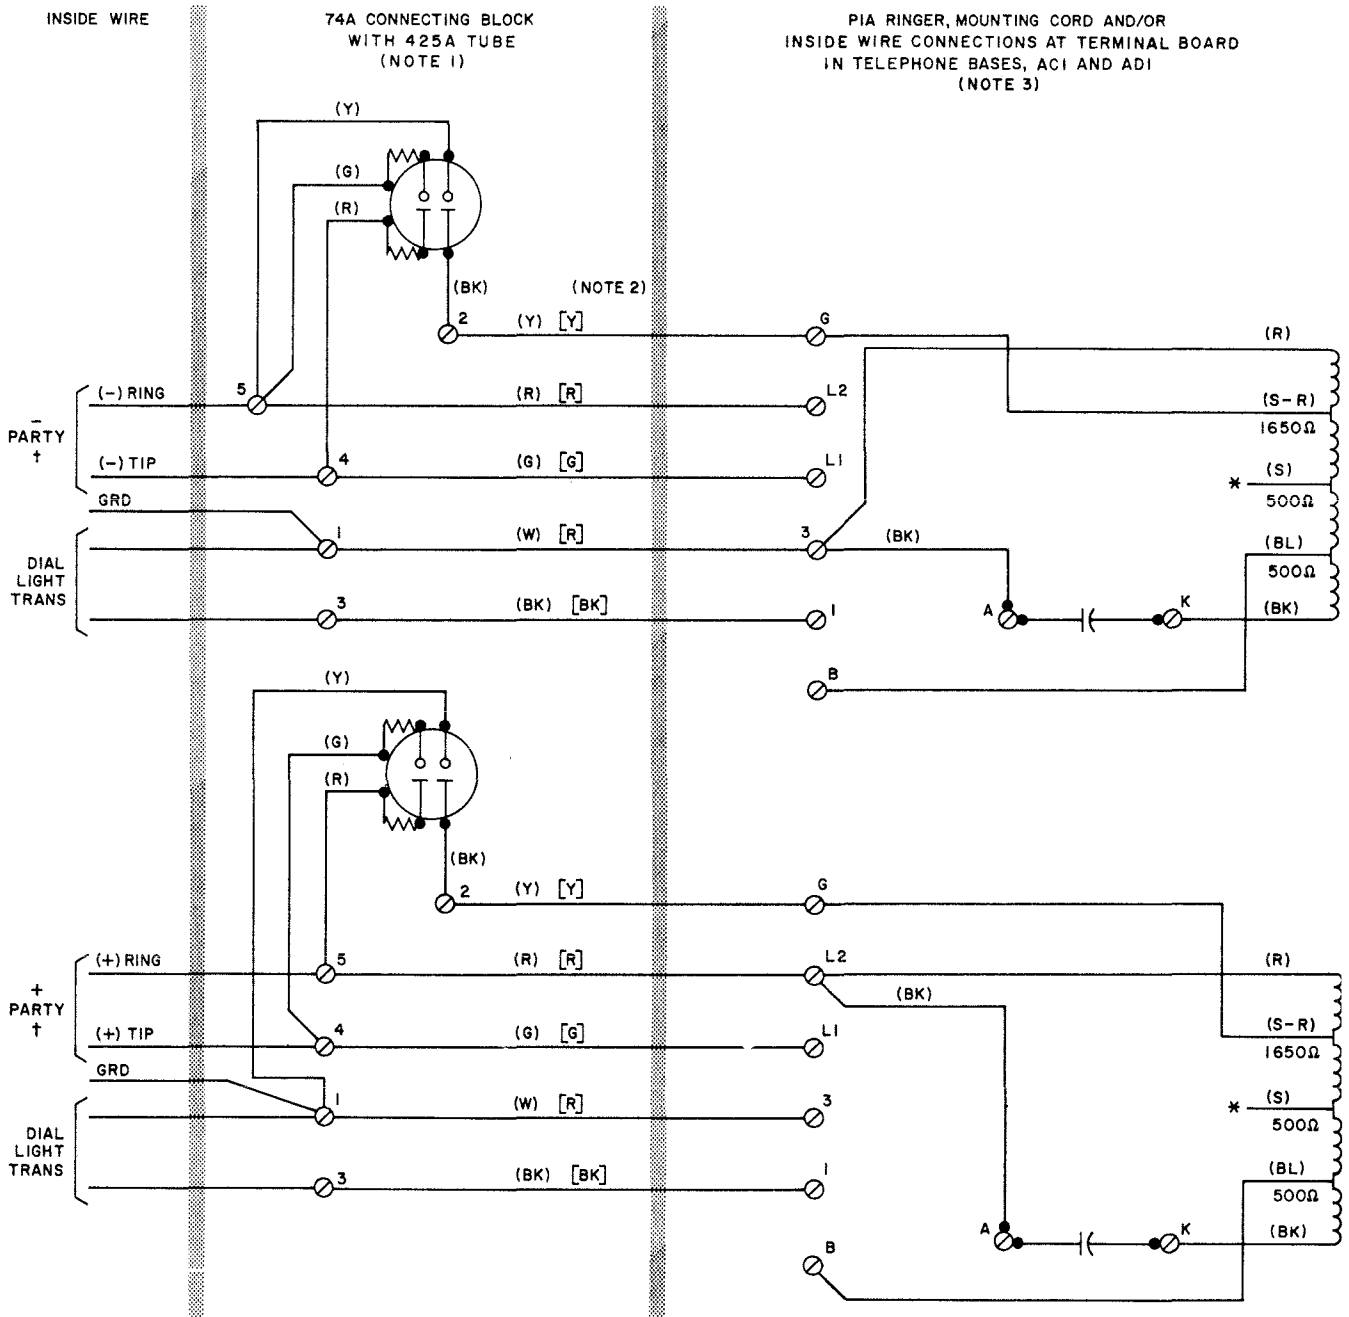 INSIDE WIRE
74A CONNECTING BLOCK
WITH 425A TUBE
(NOTE 1)
PIA RINGER, MOUNTING CORD AND/OR
INSIDE WIRE CONNECTIONS AT TERMINAL BOARD
IN TELEPHONE BASES, AC1 AND AD1
(NOTE 3)
(Y)
(G)
(R)
(BK)
(NOTE 2)
2
(Y) [Y]
G
(R)
(-) RING
5
(R) [R]
L2
(S-R)
1650Ω
-
PARTY
†
(-) TIP
4
(G) [G]
L1
* (S)
500Ω
GRD
1
(W) [R]
3
(BK)
(BL)
500Ω
DIAL
LIGHT
TRANS
3
(BK) [BK]
1
A
K
(BK)
B
(Y)
(G)
(R)
(BK)
2
(Y) [Y]
G
(+) RING
5
(R) [R]
L2
(R)
(BK)
+
PARTY
†
(+) TIP
4
(G) [G]
L1
(S-R)
1650Ω
GRD
1
(W) [R]
3
* (S)
500Ω
DIAL
LIGHT
TRANS
3
(BK) [BK]
1
(BL)
500Ω
A
K
(BK)
B